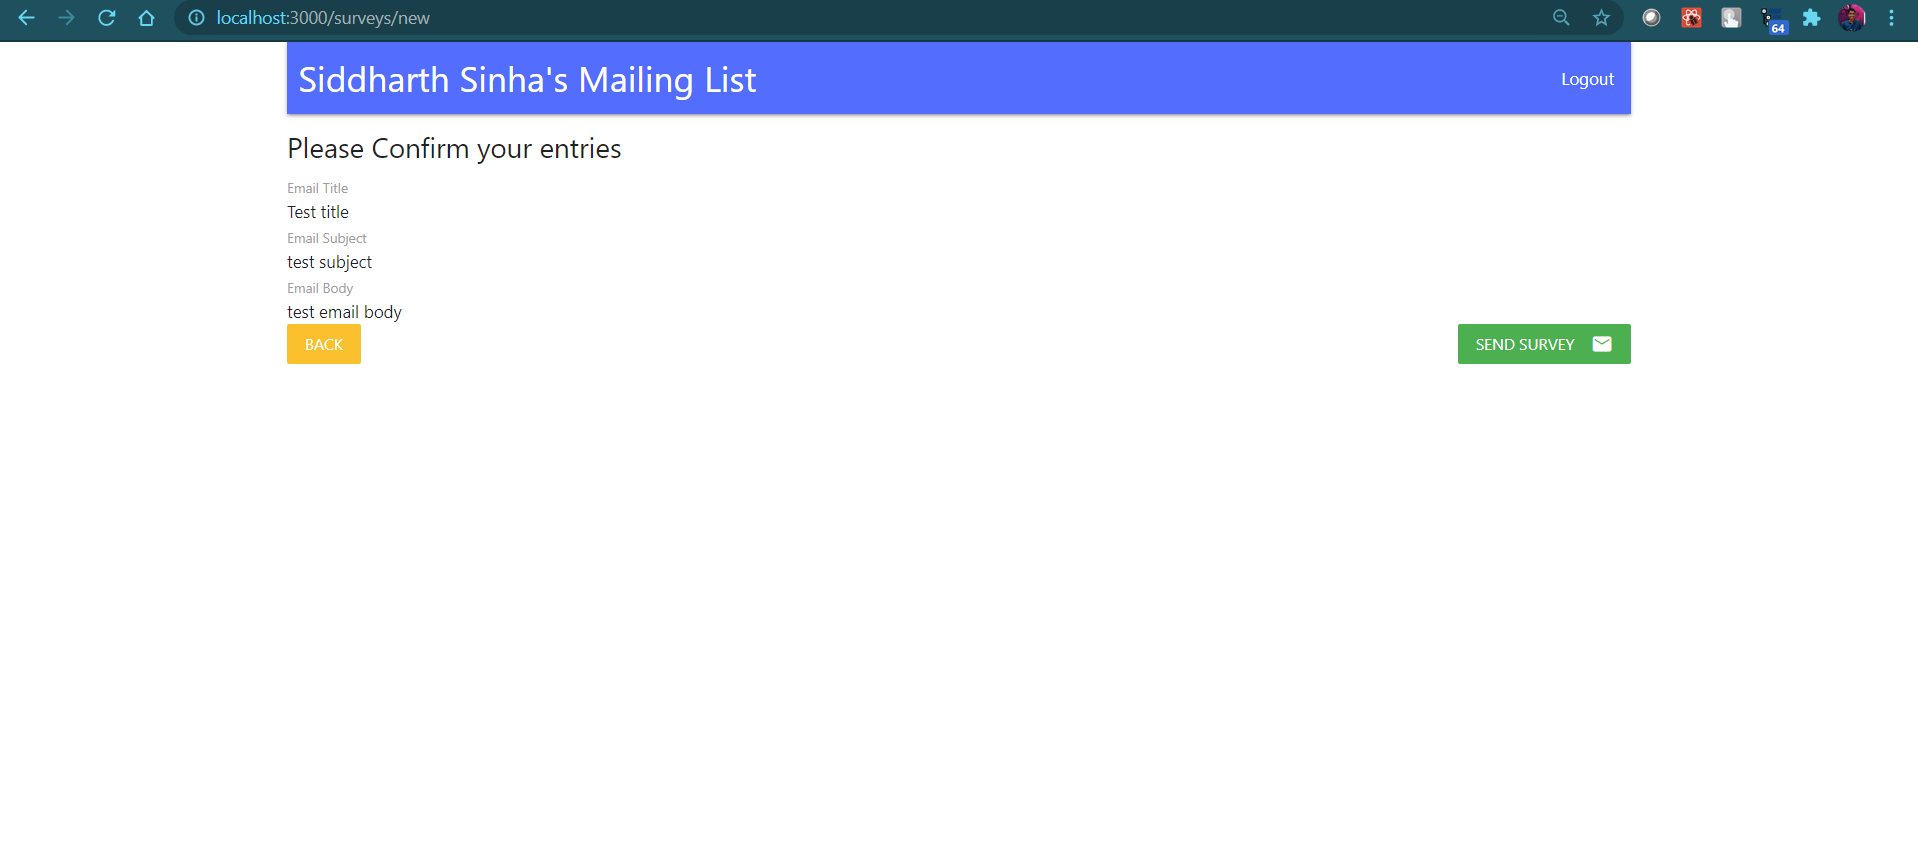 localhost:3000/surveys/new
64
Siddharth Sinha's Mailing List
Logout
Please Confirm your entries
Email Title
Test title
Email Subject
test subject
Email Body
test email body
BACK
SEND SURVEY